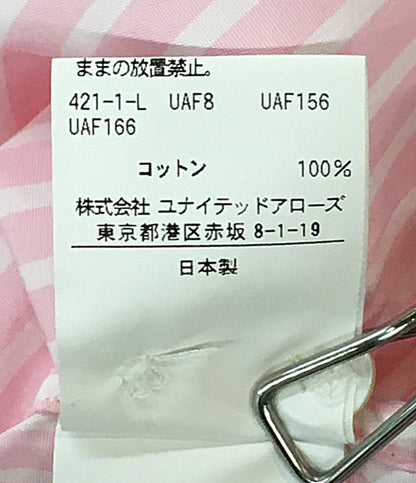 ままの放置禁止。
421-1-L UAF8 UAF156
UAF166
コットン 100%
株式会社 ユナイテッドアローズ
東京都港区赤坂 8-1-19
日本製